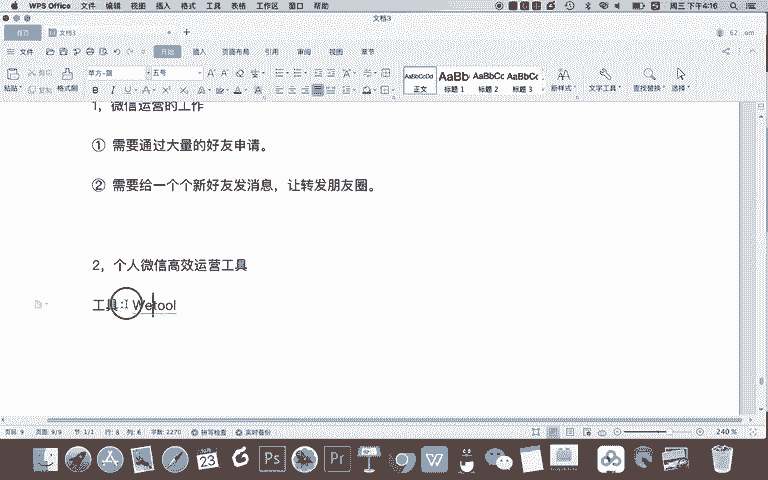 WPS Office 文件 编辑 视图 插入 格式 工具 表格 工作区 窗口 帮助 周三下午4:16
文档3
首页 文档3
文件 开始 插入 页面布局 引用 审阅 视图 章节
粘贴 剪切 复制 格式刷 五号 AaBbCcDd 正文 AaBb 标题 1 AaBbCc 标题 2 AaBbCc 标题 3 新样式 文字工具 查找替换 选择
1，微信运营的工作
① 需要通过大量的好友申请。
② 需要给一个个新好友发消息，让转发朋友圈。
2，个人微信高效运营工具
工具：Wetool
页码: 9 页面: 9/9 节: 1/1 行: 8 列: 6 字数: 2270 拼写检查 实时备份 240 %
23 Ps Pr